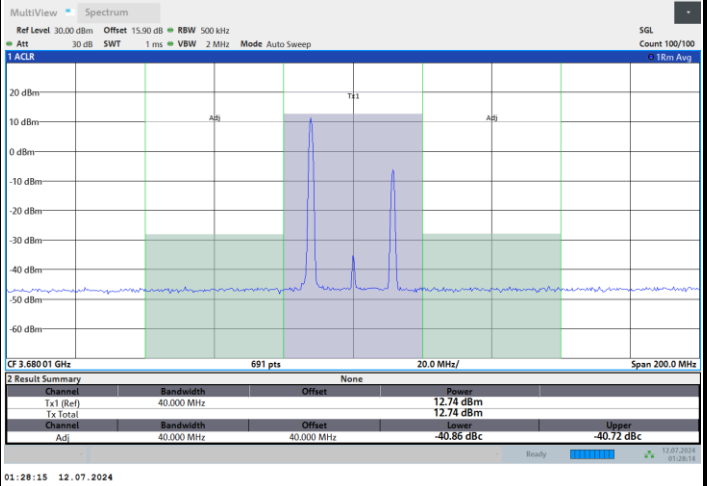 MultiView Spectrum
Ref Level 30.00 dBm Offset 15.90 dB RBW 500 kHz SGL
Att 30 dB SWT 1 ms VBW 2 MHz Mode Auto Sweep Count 100/100
1 ACLR 1Rm Avg
20 dBm
Tx1
10 dBm
Adj Adj
0 dBm
-10 dBm
-20 dBm
-30 dBm
-40 dBm
-50 dBm
-60 dBm
CF 3.680 01 GHz 691 pts 20.0 MHz/ Span 200.0 MHz
2 Result Summary None
Channel Bandwidth Offset Power
Tx1 (Ref) 40.000 MHz 12.74 dBm
Tx Total 12.74 dBm
Channel Bandwidth Offset Lower Upper
Adj 40.000 MHz 40.000 MHz -40.86 dBc -40.72 dBc
Ready 12.07.2024
01:28:14
01:28:15 12.07.2024